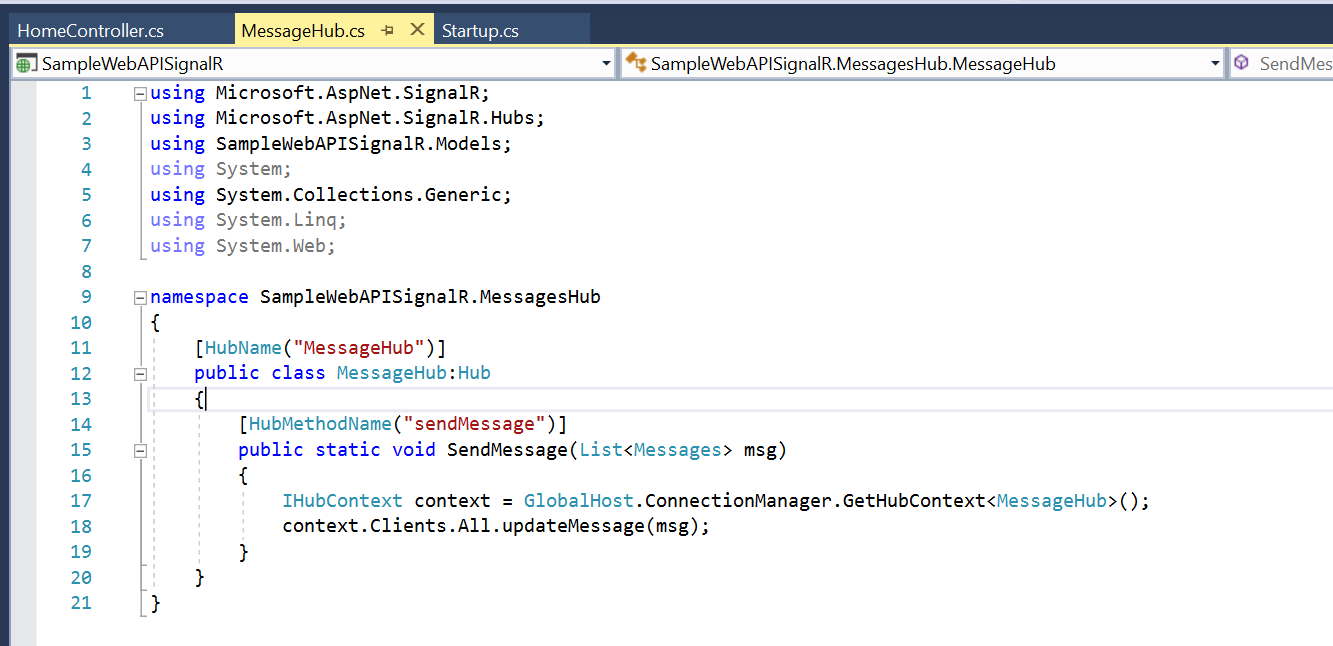 HomeController.cs MessageHub.cs Startup.cs
SampleWebAPISignalR SampleWebAPISignalR.MessagesHub.MessageHub SendMes
1 using Microsoft.AspNet.SignalR;
2 using Microsoft.AspNet.SignalR.Hubs;
3 using SampleWebAPISignalR.Models;
4 using System;
5 using System.Collections.Generic;
6 using System.Linq;
7 using System.Web;
8
9 namespace SampleWebAPISignalR.MessagesHub
10 {
11 [HubName("MessageHub")]
12 public class MessageHub:Hub
13 {
14 [HubMethodName("sendMessage")]
15 public static void SendMessage(List<Messages> msg)
16 {
17 IHubContext context = GlobalHost.ConnectionManager.GetHubContext<MessageHub>();
18 context.Clients.All.updateMessage(msg);
19 }
20 }
21 }